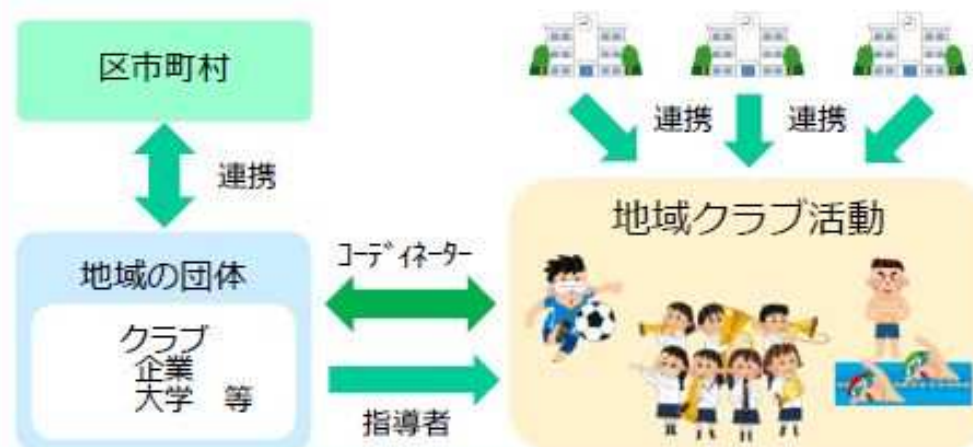 区市町村
連携
連携
連携
地域の団体
クラブ
企業
大学　等
コーディネーター
指導者
地域クラブ活動